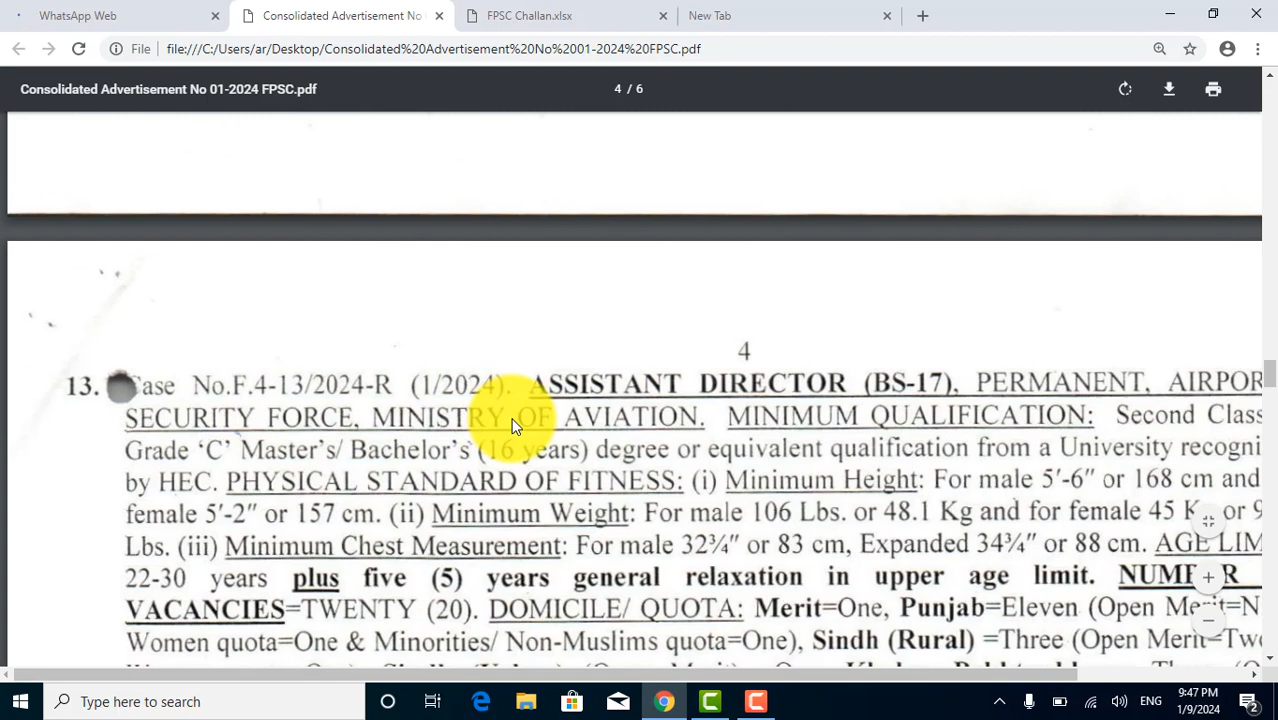 WhatsApp Web
Consolidated Advertisement No
FPSC Challan.xlsx
New Tab
File
file:///C:/Users/ar/Desktop/Consolidated%20Advertisement%20No%2001-2024%20FPSC.pdf
Consolidated Advertisement No 01-2024 FPSC.pdf
4 / 6
4
13. Case No.F.4-13/2024-R (1/2024). ASSISTANT DIRECTOR (BS-17), PERMANENT, AIRPOR
SECURITY FORCE, MINISTRY OF AVIATION. MINIMUM QUALIFICATION: Second Clas
Grade ‘C’ Master’s/ Bachelor’s (16 years) degree or equivalent qualification from a University recogni
by HEC. PHYSICAL STANDARD OF FITNESS: (i) Minimum Height: For male 5′-6″ or 168 cm and
female 5′-2″ or 157 cm. (ii) Minimum Weight: For male 106 Lbs. or 48.1 Kg and for female 45 K or 9
Lbs. (iii) Minimum Chest Measurement: For male 32¾″ or 83 cm, Expanded 34¾″ or 88 cm. AGE LIM
22-30 years plus five (5) years general relaxation in upper age limit. NUMBER
VACANCIES=TWENTY (20). DOMICILE/ QUOTA: Merit=One, Punjab=Eleven (Open Merit=N
Women quota=One & Minorities/ Non-Muslims quota=One), Sindh (Rural) =Three (Open Merit=Tw
Type here to search
ENG
9:47 PM
1/9/2024
2